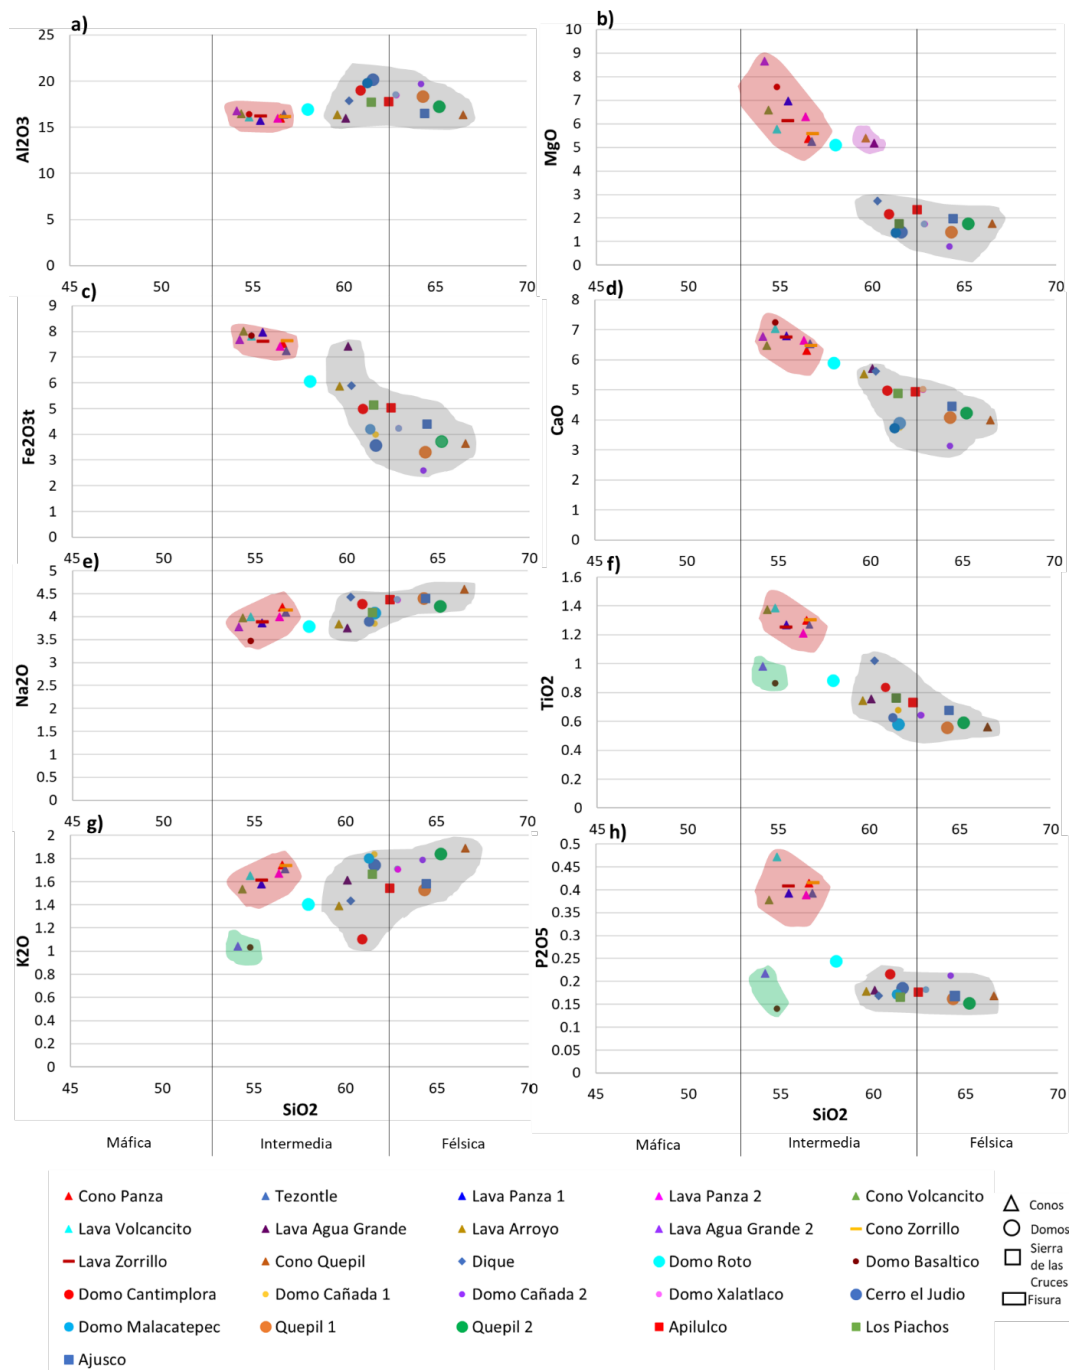 a)
25
20
15
10
5
0
Al2O3
45 50 55 60 65 70
b)
10
9
8
7
6
5
4
3
2
1
0
MgO
45 50 55 60 65 70
c)
9
8
7
6
5
4
3
2
1
0
Fe2O3t
45 50 55 60 65 70
d)
8
7
6
5
4
3
2
1
0
CaO
45 50 55 60 65 70
e)
5
4.5
4
3.5
3
2.5
2
1.5
1
0.5
0
Na2O
45 50 55 60 65 70
f)
1.6
1.4
1.2
1
0.8
0.6
0.4
0.2
0
TiO2
45 50 55 60 65 70
g)
2
1.8
1.6
1.4
1.2
1
0.8
0.6
0.4
0.2
0
K2O
45 50 55 60 65 70
SiO2
h)
0.5
0.45
0.4
0.35
0.3
0.25
0.2
0.15
0.1
0.05
0
P2O5
45 50 55 60 65 70
SiO2
Máfica Intermedia Félsica Máfica Intermedia Félsica
Cono Panza Tezontle Lava Panza 1 Lava Panza 2 Cono Volcancito
Lava Volcancito Lava Agua Grande Lava Arroyo Lava Agua Grande 2 Cono Zorrillo
Lava Zorrillo Cono Quepil Dique Domo Roto Domo Basaltico
Domo Cantimplora Domo Cañada 1 Domo Cañada 2 Domo Xalatlaco Cerro el Judio
Domo Malacatepec Quepil 1 Quepil 2 Apilulco Los Piachos
Ajusco
Conos
Domos
Sierra
de las
Cruces
Fisura